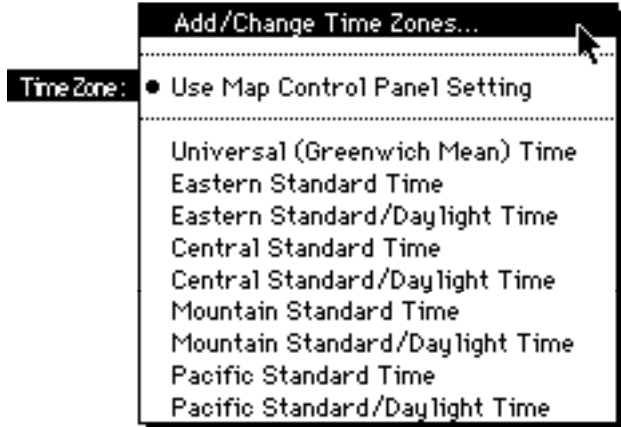 Add/Change Time Zones...
Time Zone: • Use Map Control Panel Setting
Universal (Greenwich Mean) Time
Eastern Standard Time
Eastern Standard/Daylight Time
Central Standard Time
Central Standard/Daylight Time
Mountain Standard Time
Mountain Standard/Daylight Time
Pacific Standard Time
Pacific Standard/Daylight Time